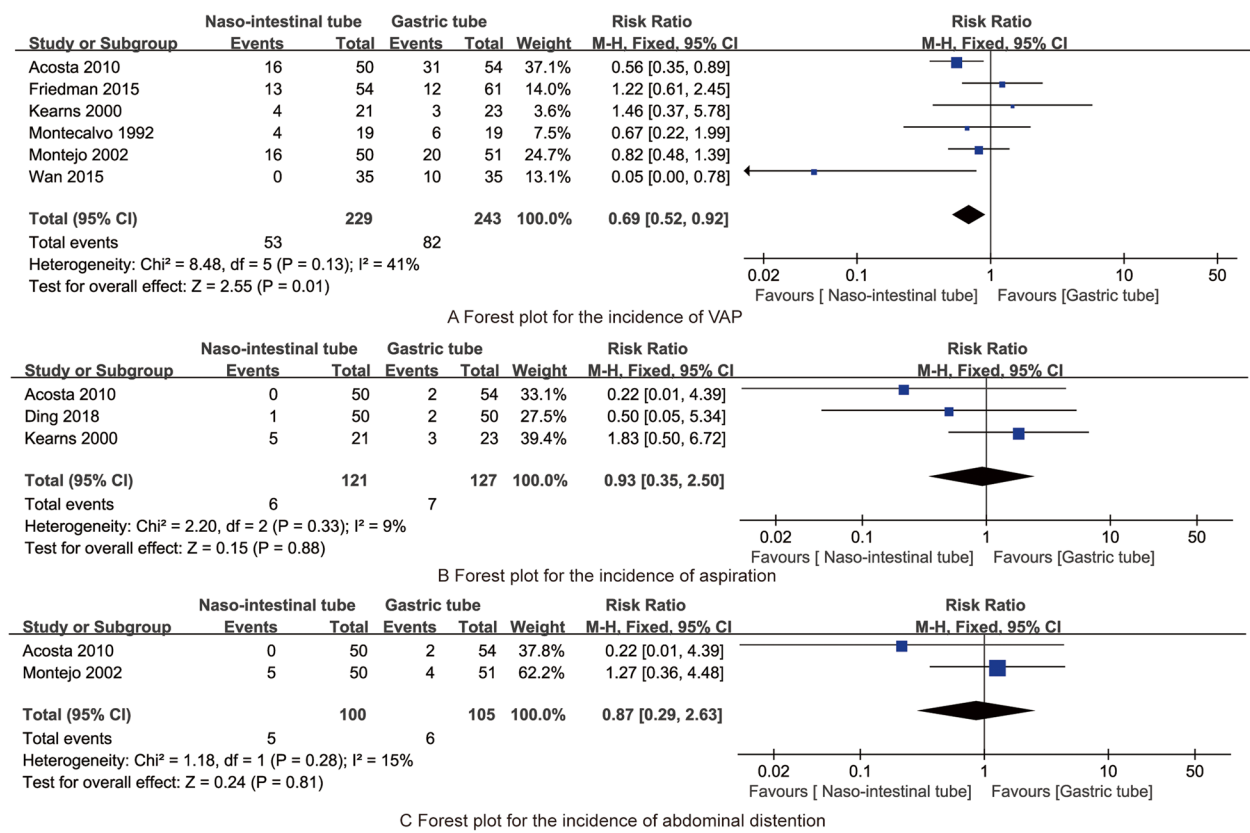 Naso-intestinal tube Gastric tube Risk Ratio Risk Ratio
Study or Subgroup Events Total Events Total Weight M-H, Fixed, 95% CI M-H, Fixed, 95% CI
Acosta 2010 16 50 31 54 37.1% 0.56 [0.35, 0.89]
Friedman 2015 13 54 12 61 14.0% 1.22 [0.61, 2.45]
Kearns 2000 4 21 3 23 3.6% 1.46 [0.37, 5.78]
Montecalvo 1992 4 19 6 19 7.5% 0.67 [0.22, 1.99]
Montejo 2002 16 50 20 51 24.7% 0.82 [0.48, 1.39]
Wan 2015 0 35 10 35 13.1% 0.05 [0.00, 0.78]
Total (95% CI) 229 243 100.0% 0.69 [0.52, 0.92]
Total events 53 82
Heterogeneity: Chi² = 8.48, df = 5 (P = 0.13); I² = 41%
Test for overall effect: Z = 2.55 (P = 0.01)
0.02 0.1 1 10 50
Favours [ Naso-intestinal tube] Favours [Gastric tube]
A Forest plot for the incidence of VAP
Naso-intestinal tube Gastric tube Risk Ratio Risk Ratio
Study or Subgroup Events Total Events Total Weight M-H, Fixed, 95% CI M-H, Fixed, 95% CI
Acosta 2010 0 50 2 54 33.1% 0.22 [0.01, 4.39]
Ding 2018 1 50 2 50 27.5% 0.50 [0.05, 5.34]
Kearns 2000 5 21 3 23 39.4% 1.83 [0.50, 6.72]
Total (95% CI) 121 127 100.0% 0.93 [0.35, 2.50]
Total events 6 7
Heterogeneity: Chi² = 2.20, df = 2 (P = 0.33); I² = 9%
Test for overall effect: Z = 0.15 (P = 0.88)
0.02 0.1 1 10 50
Favours [ Naso-intestinal tube] Favours [Gastric tube]
B Forest plot for the incidence of aspiration
Naso-intestinal tube Gastric tube Risk Ratio Risk Ratio
Study or Subgroup Events Total Events Total Weight M-H, Fixed, 95% CI M-H, Fixed, 95% CI
Acosta 2010 0 50 2 54 37.8% 0.22 [0.01, 4.39]
Montejo 2002 5 50 4 51 62.2% 1.27 [0.36, 4.48]
Total (95% CI) 100 105 100.0% 0.87 [0.29, 2.63]
Total events 5 6
Heterogeneity: Chi² = 1.18, df = 1 (P = 0.28); I² = 15%
Test for overall effect: Z = 0.24 (P = 0.81)
0.02 0.1 1 10 50
Favours [ Naso-intestinal tube] Favours [Gastric tube]
C Forest plot for the incidence of abdominal distention